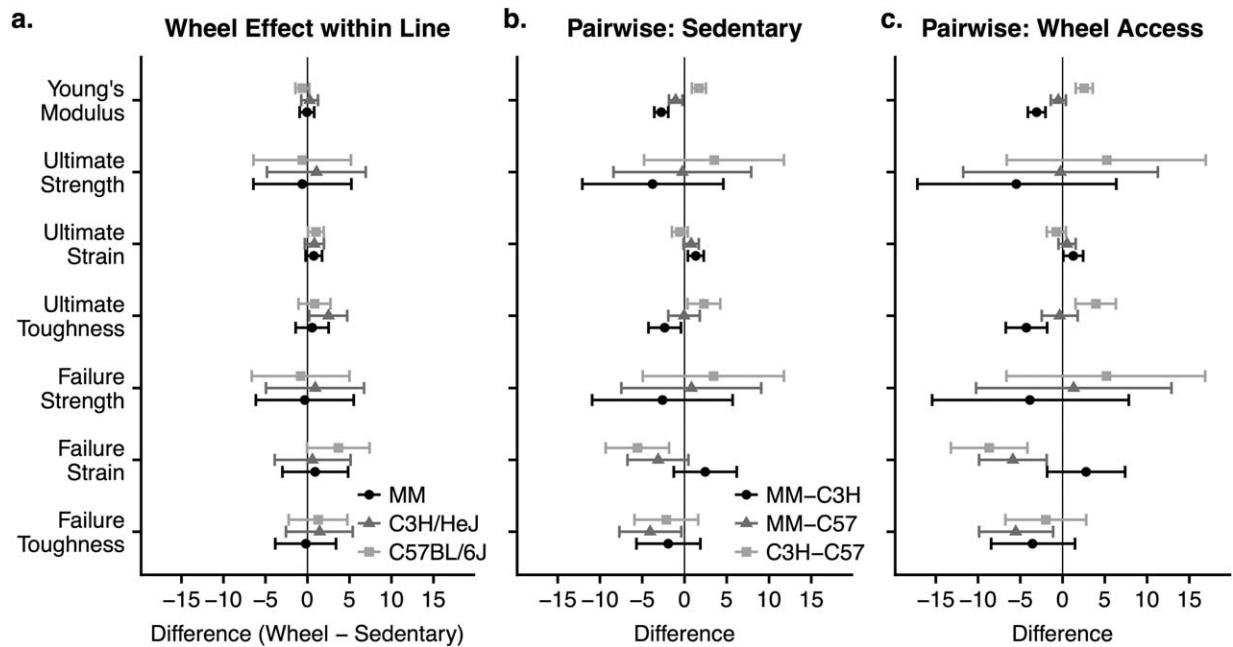 a. Wheel Effect within Line
b. Pairwise: Sedentary
c. Pairwise: Wheel Access
Young's
Modulus
Ultimate
Strength
Ultimate
Strain
Ultimate
Toughness
Failure
Strength
Failure
Strain
Failure
Toughness
MM
C3H/HeJ
C57BL/6J
−15 −10 −5 0 5 10 15
Difference (Wheel − Sedentary)
MM−C3H
MM−C57
C3H−C57
−15 −10 −5 0 5 10
Difference
−15 −10 −5 0 5 10
Difference